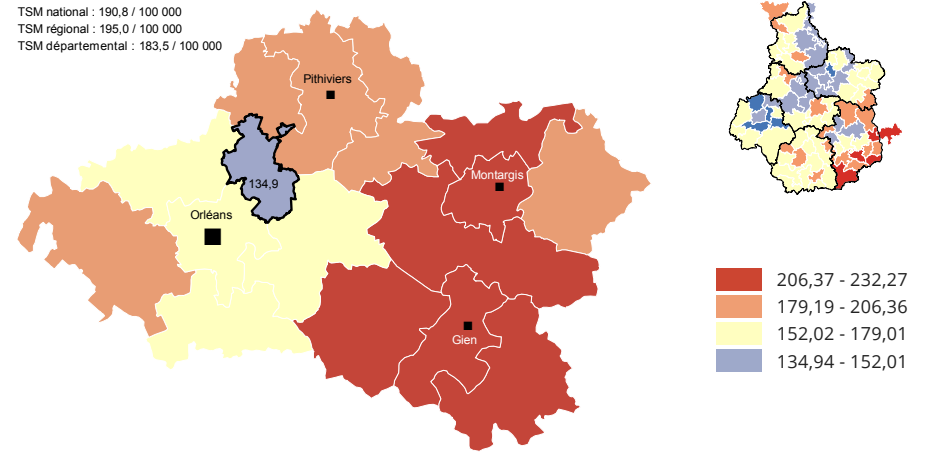 TSM national : 190,8 / 100 000
TSM régional : 195,0 / 100 000
TSM départemental : 183,5 / 100 000
Pithiviers
Montargis
134,9
Orléans
Gien
206,37 - 232,27
179,19 - 206,36
152,02 - 179,01
134,94 - 152,01